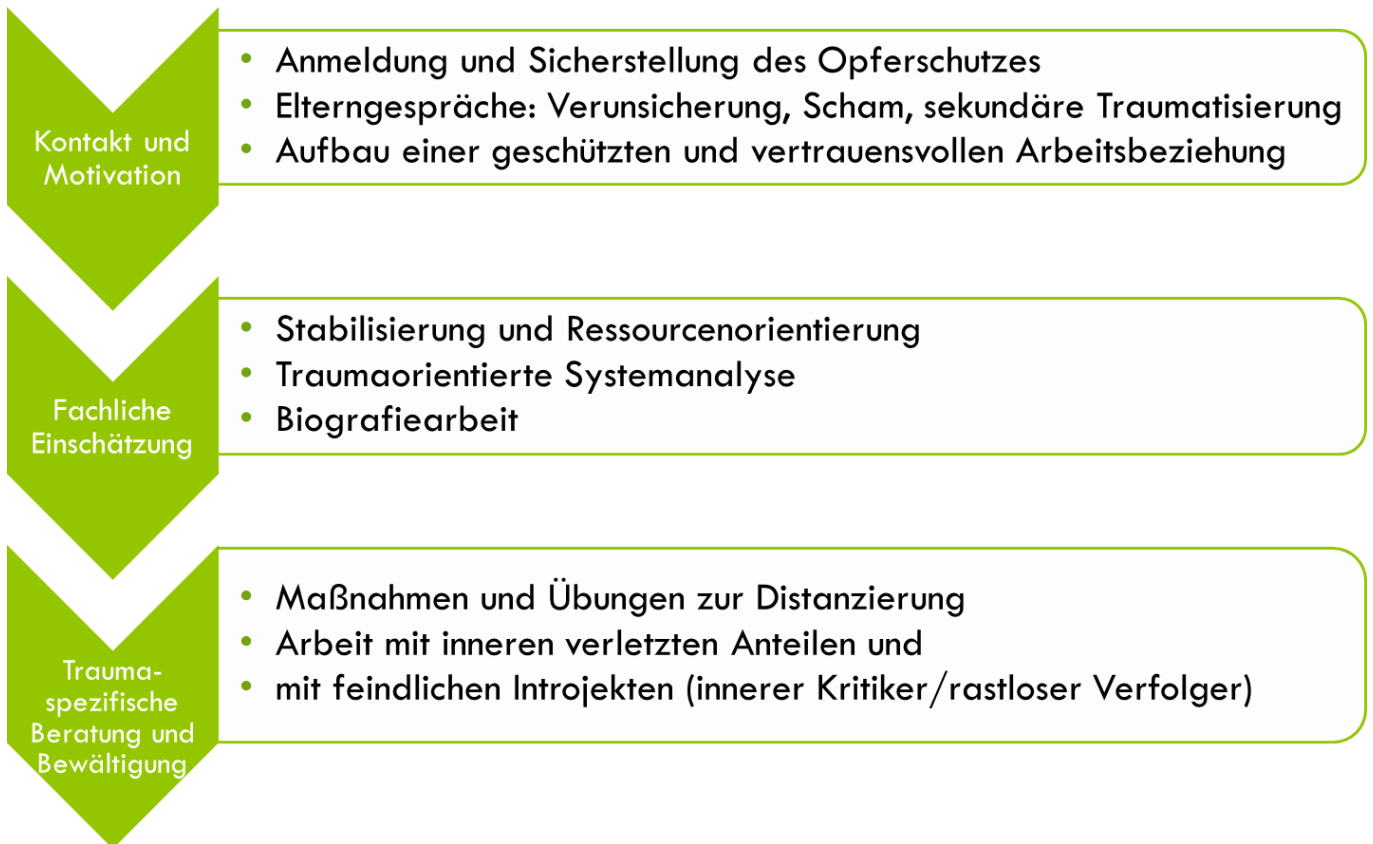 Kontakt und
Motivation
• Anmeldung und Sicherstellung des Opferschutzes
• Elterngespräche: Verunsicherung, Scham, sekundäre Traumatisierung
• Aufbau einer geschützten und vertrauensvollen Arbeitsbeziehung
Fachliche
Einschätzung
• Stabilisierung und Ressourcenorientierung
• Traumaorientierte Systemanalyse
• Biografiearbeit
Trauma-
spezifische
Beratung und
Bewältigung
• Maßnahmen und Übungen zur Distanzierung
• Arbeit mit inneren verletzten Anteilen und
• mit feindlichen Introjekten (innerer Kritiker/rastloser Verfolger)